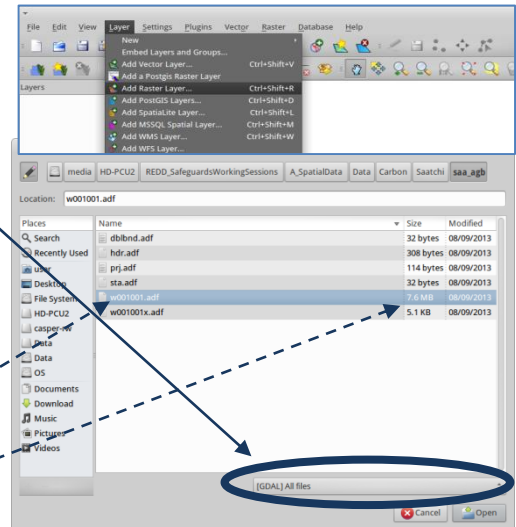 File Edit View Layer Settings Plugins Vector Raster Database Help
New
Embed Layers and Groups...
Add Vector Layer... Ctrl+Shift+V
Add a Postgis Raster Layer
Add Raster Layer... Ctrl+Shift+R
Add PostGIS Layers... Ctrl+Shift+D
Add SpatiaLite Layer... Ctrl+Shift+L
Add MSSQL Spatial Layer... Ctrl+Shift+M
Add WMS Layer... Ctrl+Shift+W
Add WFS Layer...
Layers
media HD-PCU2 REDD_SafeguardsWorkingSessions A_SpatialData Data Carbon Saatchi saa_agb
Location: w001001.adf
Places Name Size Modified
Search dblbnd.adf 32 bytes 08/09/2013
Recently Used hdr.adf 308 bytes 08/09/2013
user prj.adf 114 bytes 08/09/2013
Desktop sta.adf 32 bytes 08/09/2013
File System w001001.adf 7.6 MB 08/09/2013
HD-PCU2 w001001x.adf 5.1 KB 08/09/2013
casper-rw
Data
Data
OS
Documents
Download
Music
Pictures
Videos
[GDAL] All files
Cancel Open